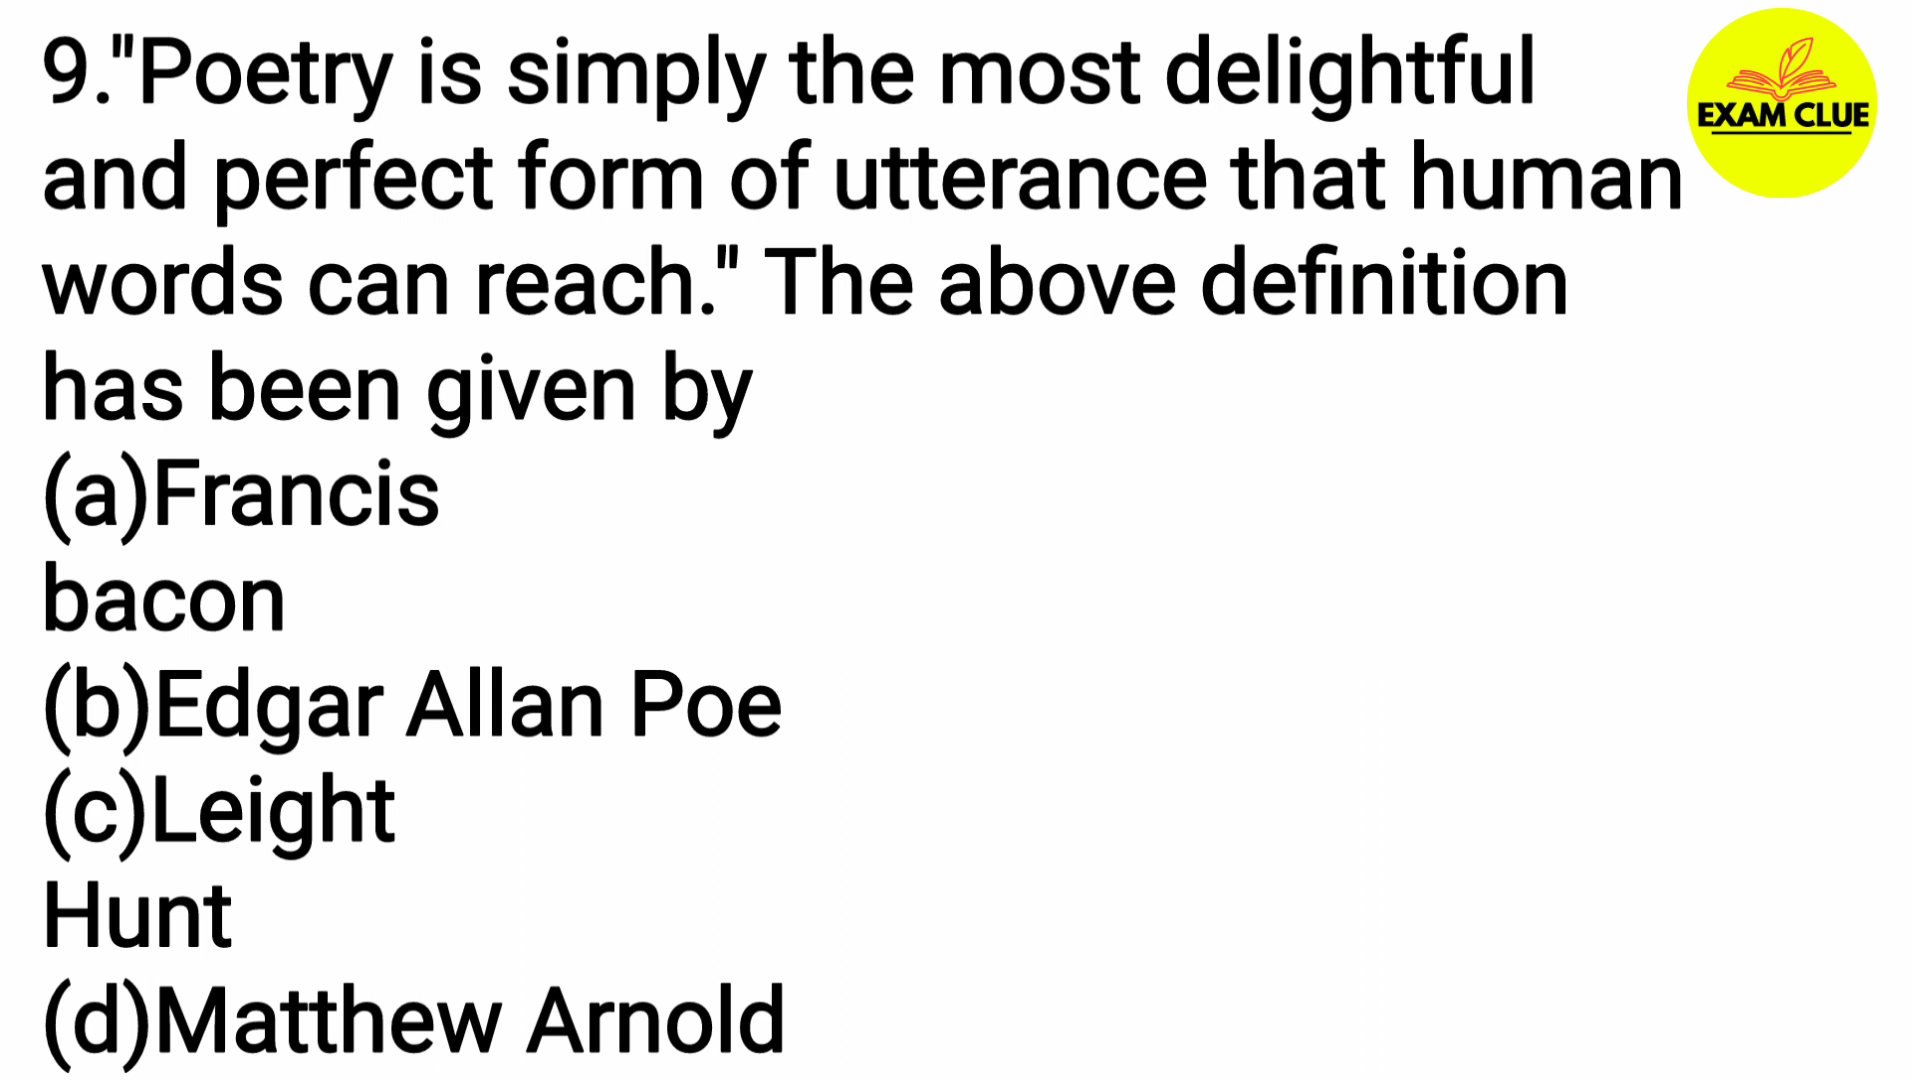 9."Poetry is simply the most delightful
and perfect form of utterance that human
words can reach." The above definition
has been given by
(a)Francis
bacon
(b)Edgar Allan Poe
(c)Leight
Hunt
(d)Matthew Arnold
EXAM CLUE